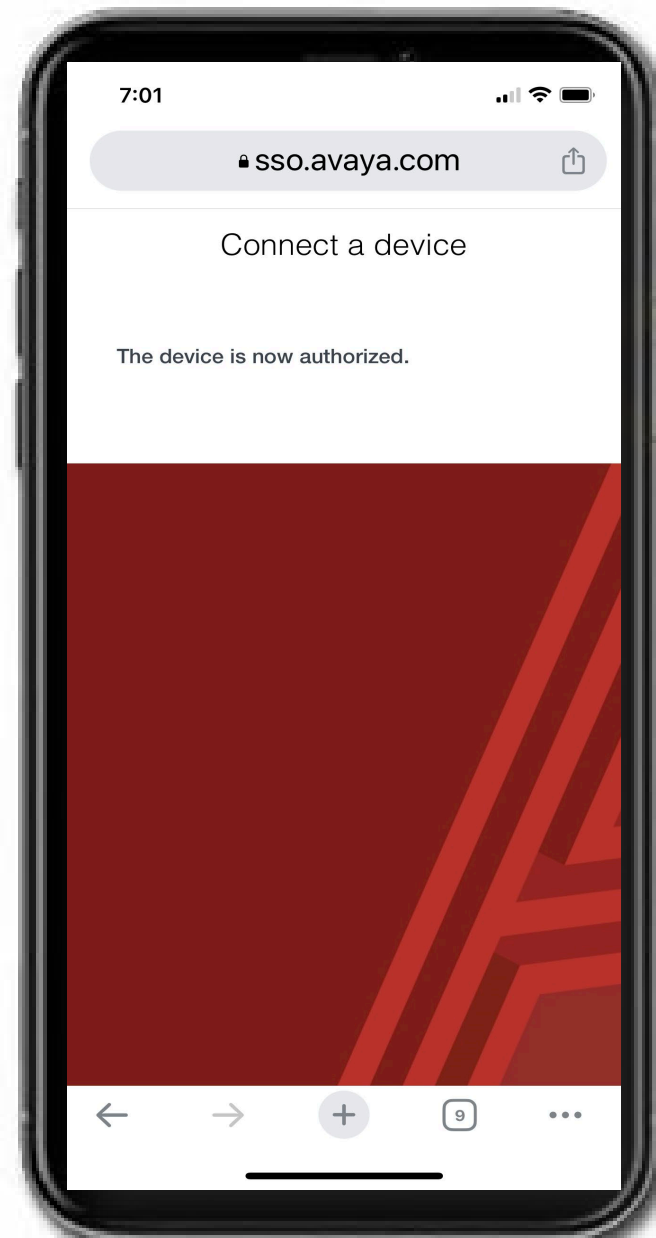 7:01
sso.avaya.com
Connect a device
The device is now authorized.
9